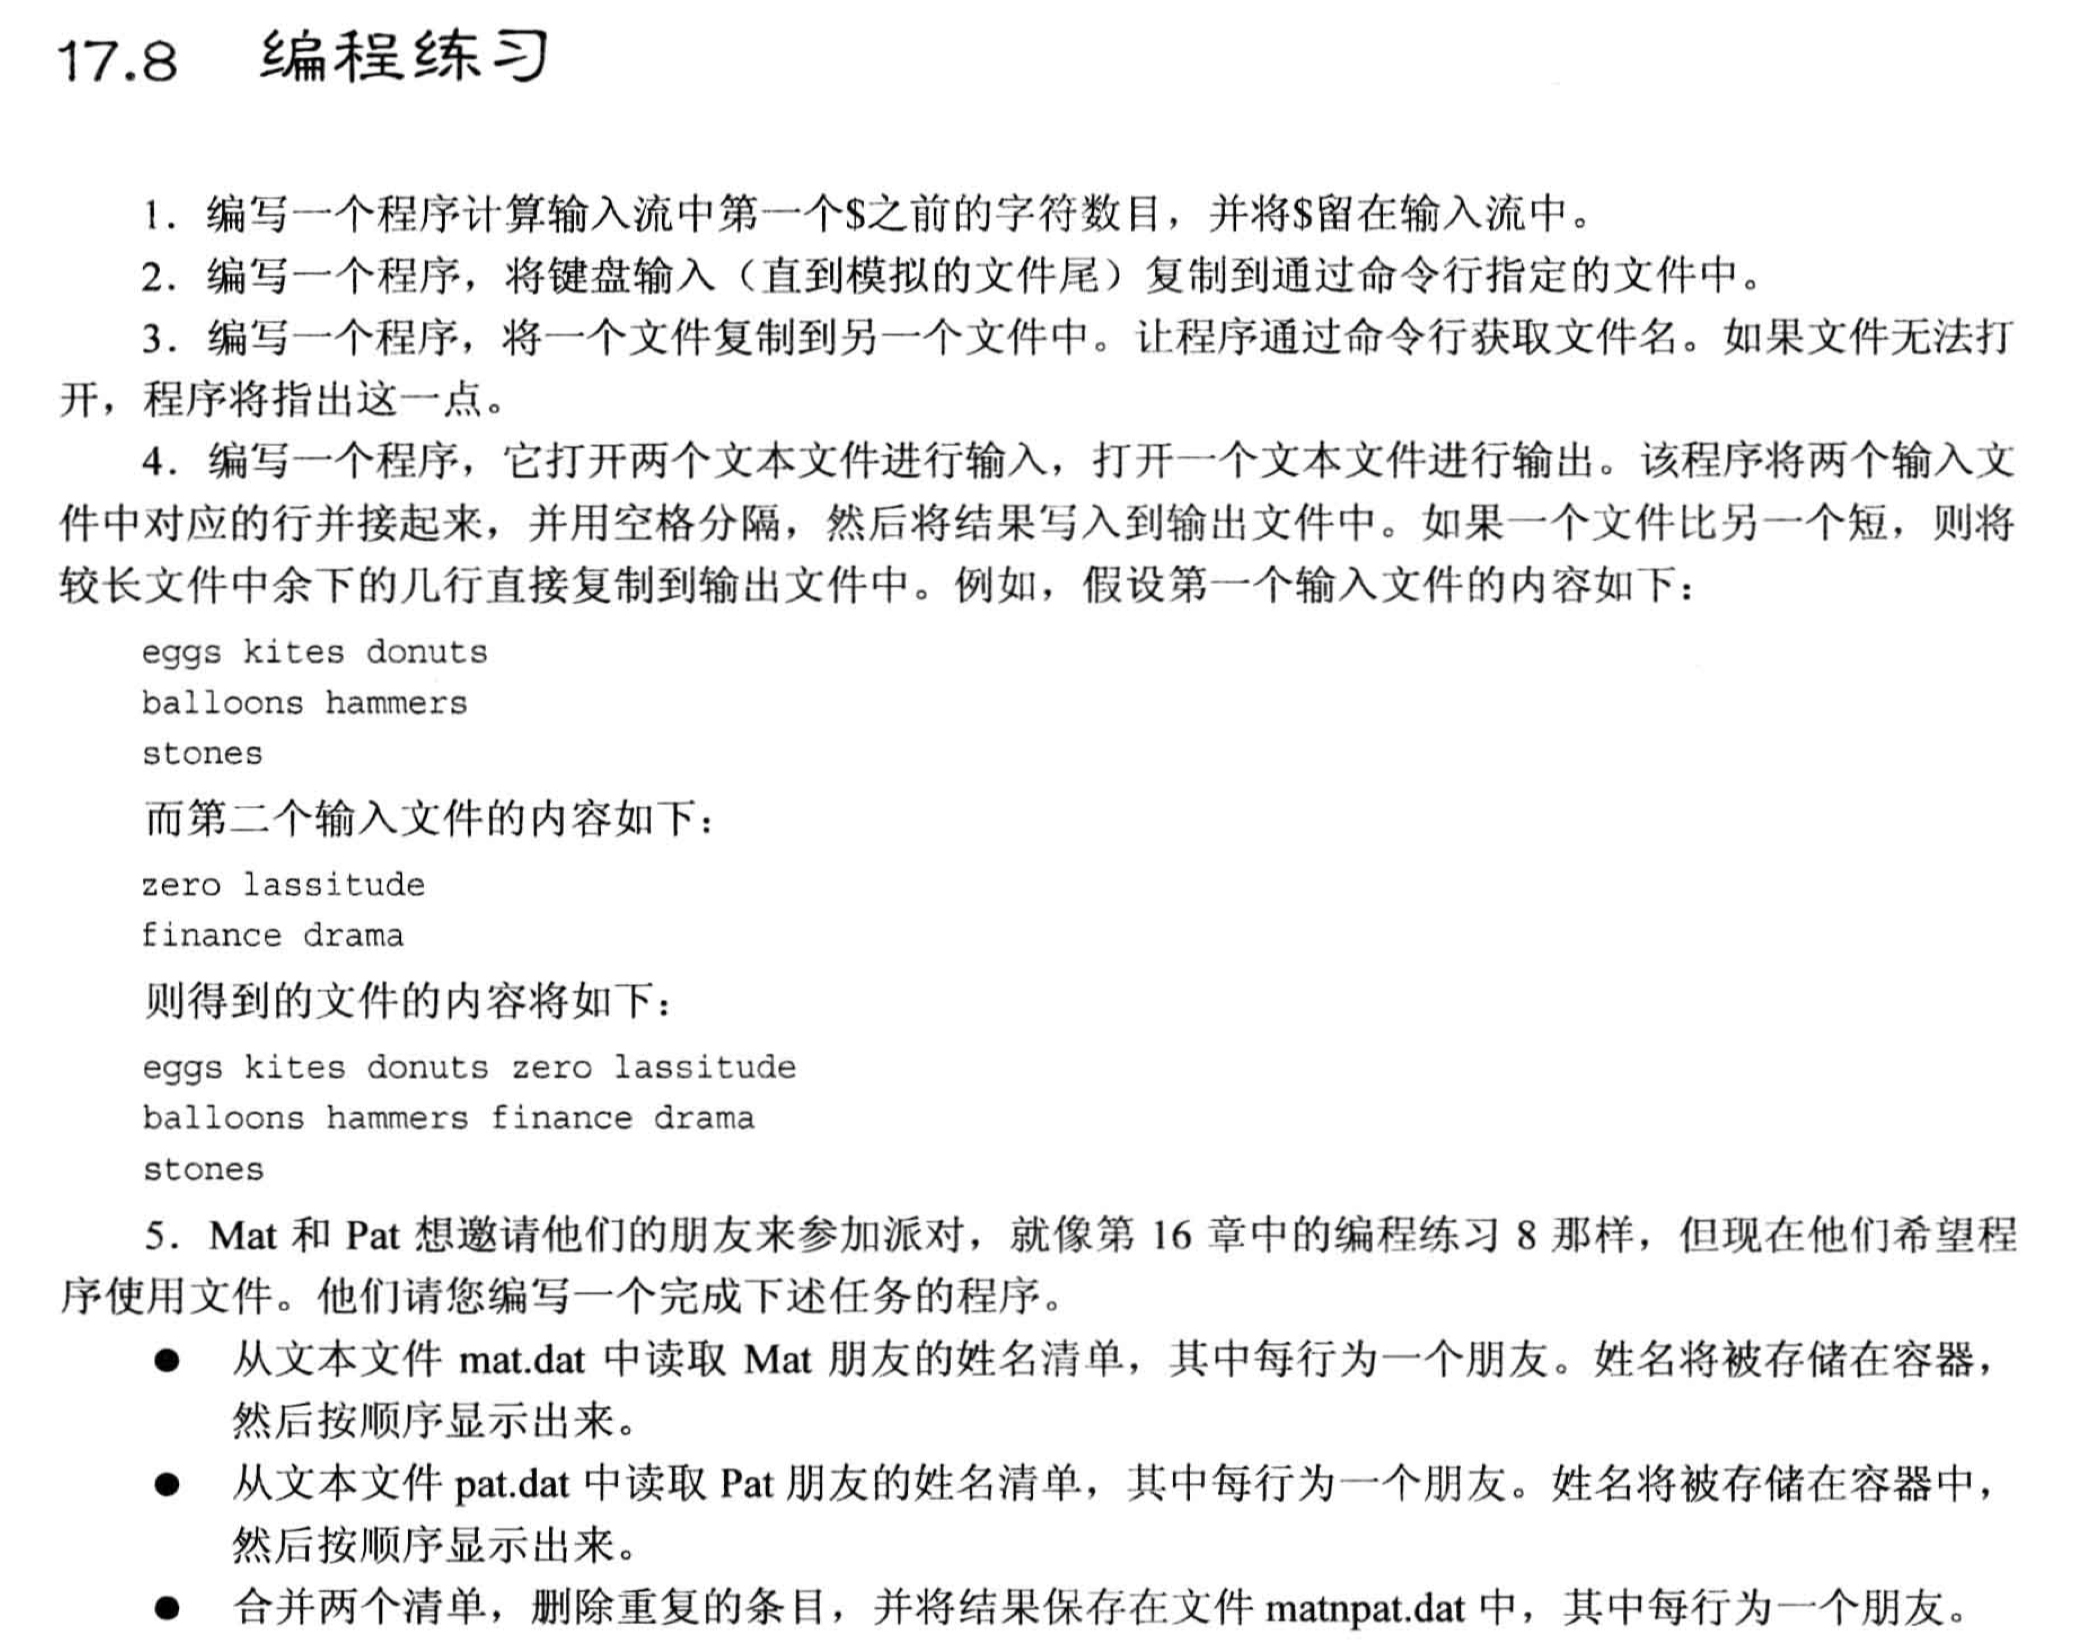 17.8 编程练习
1. 编写一个程序计算输入流中第一个$之前的字符数目，并将$留在输入流中。
2. 编写一个程序，将键盘输入（直到模拟的文件尾）复制到通过命令行指定的文件中。
3. 编写一个程序，将一个文件复制到另一个文件中。让程序通过命令行获取文件名。如果文件无法打
开，程序将指出这一点。
4. 编写一个程序，它打开两个文本文件进行输入，打开一个文本文件进行输出。该程序将两个输入文
件中对应的行并接起来，并用空格分隔，然后将结果写入到输出文件中。如果一个文件比另一个短，则将
较长文件中余下的几行直接复制到输出文件中。例如，假设第一个输入文件的内容如下：
eggs kites donuts
balloons hammers
stones
而第二个输入文件的内容如下：
zero lassitude
finance drama
则得到的文件的内容将如下：
eggs kites donuts zero lassitude
balloons hammers finance drama
stones
5. Mat 和 Pat 想邀请他们的朋友来参加派对，就像第 16 章中的编程练习 8 那样，但现在他们希望程
序使用文件。他们请您编写一个完成下述任务的程序。
● 从文本文件 mat.dat 中读取 Mat 朋友的姓名清单，其中每行为一个朋友。姓名将被存储在容器，
然后按顺序显示出来。
● 从文本文件 pat.dat 中读取 Pat 朋友的姓名清单，其中每行为一个朋友。姓名将被存储在容器中，
然后按顺序显示出来。
● 合并两个清单，删除重复的条目，并将结果保存在文件 matnpat.dat 中，其中每行为一个朋友。